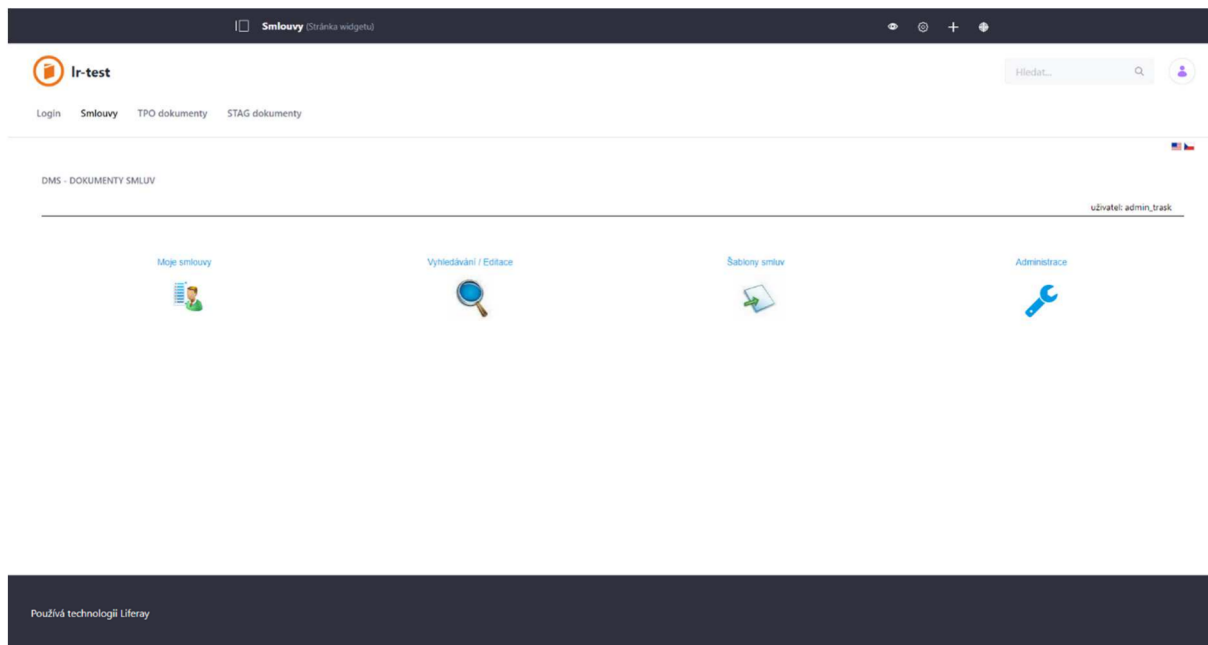 Smlouvy (Stránka widgetu)
lr-test
Hledat...
Login Smlouvy TPO dokumenty STAG dokumenty
DMS - DOKUMENTY SMLUV
uživatel: admin_trask
Moje smlouvy Vyhledávání / Editace Šablony smluv Administrace
Používá technologii Liferay